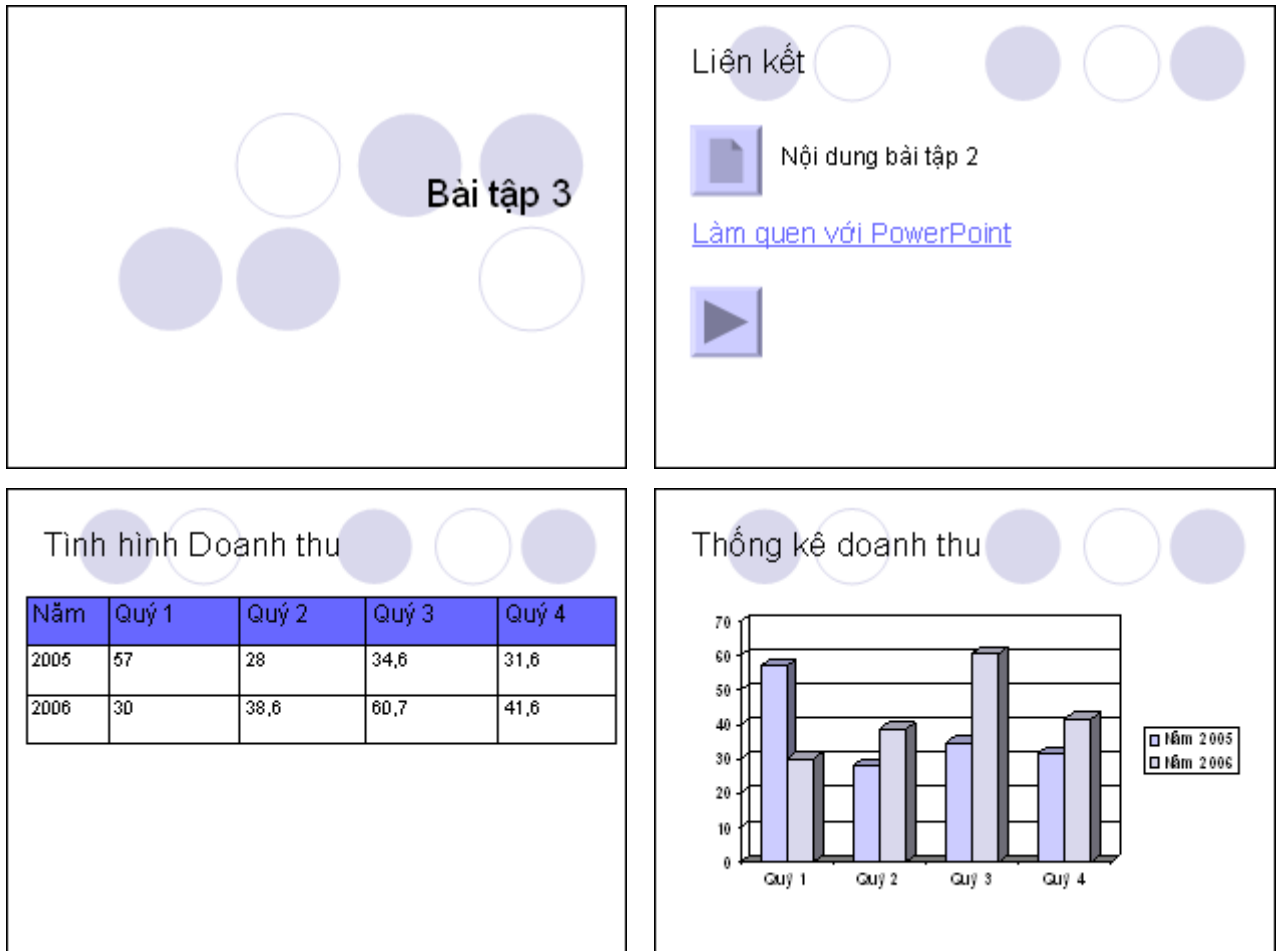 Bài tập 3
Liên kết
Nội dung bài tập 2
Làm quen với PowerPoint
Tình hình Doanh thu
Năm Quý 1 Quý 2 Quý 3 Quý 4
2005 57 28 34,6 31,6
2006 30 38,6 60,7 41,6
Thống kê doanh thu
70
60
50
40
30
20
10
0
Quý 1 Quý 2 Quý 3 Quý 4
Năm 2005
Năm 2006